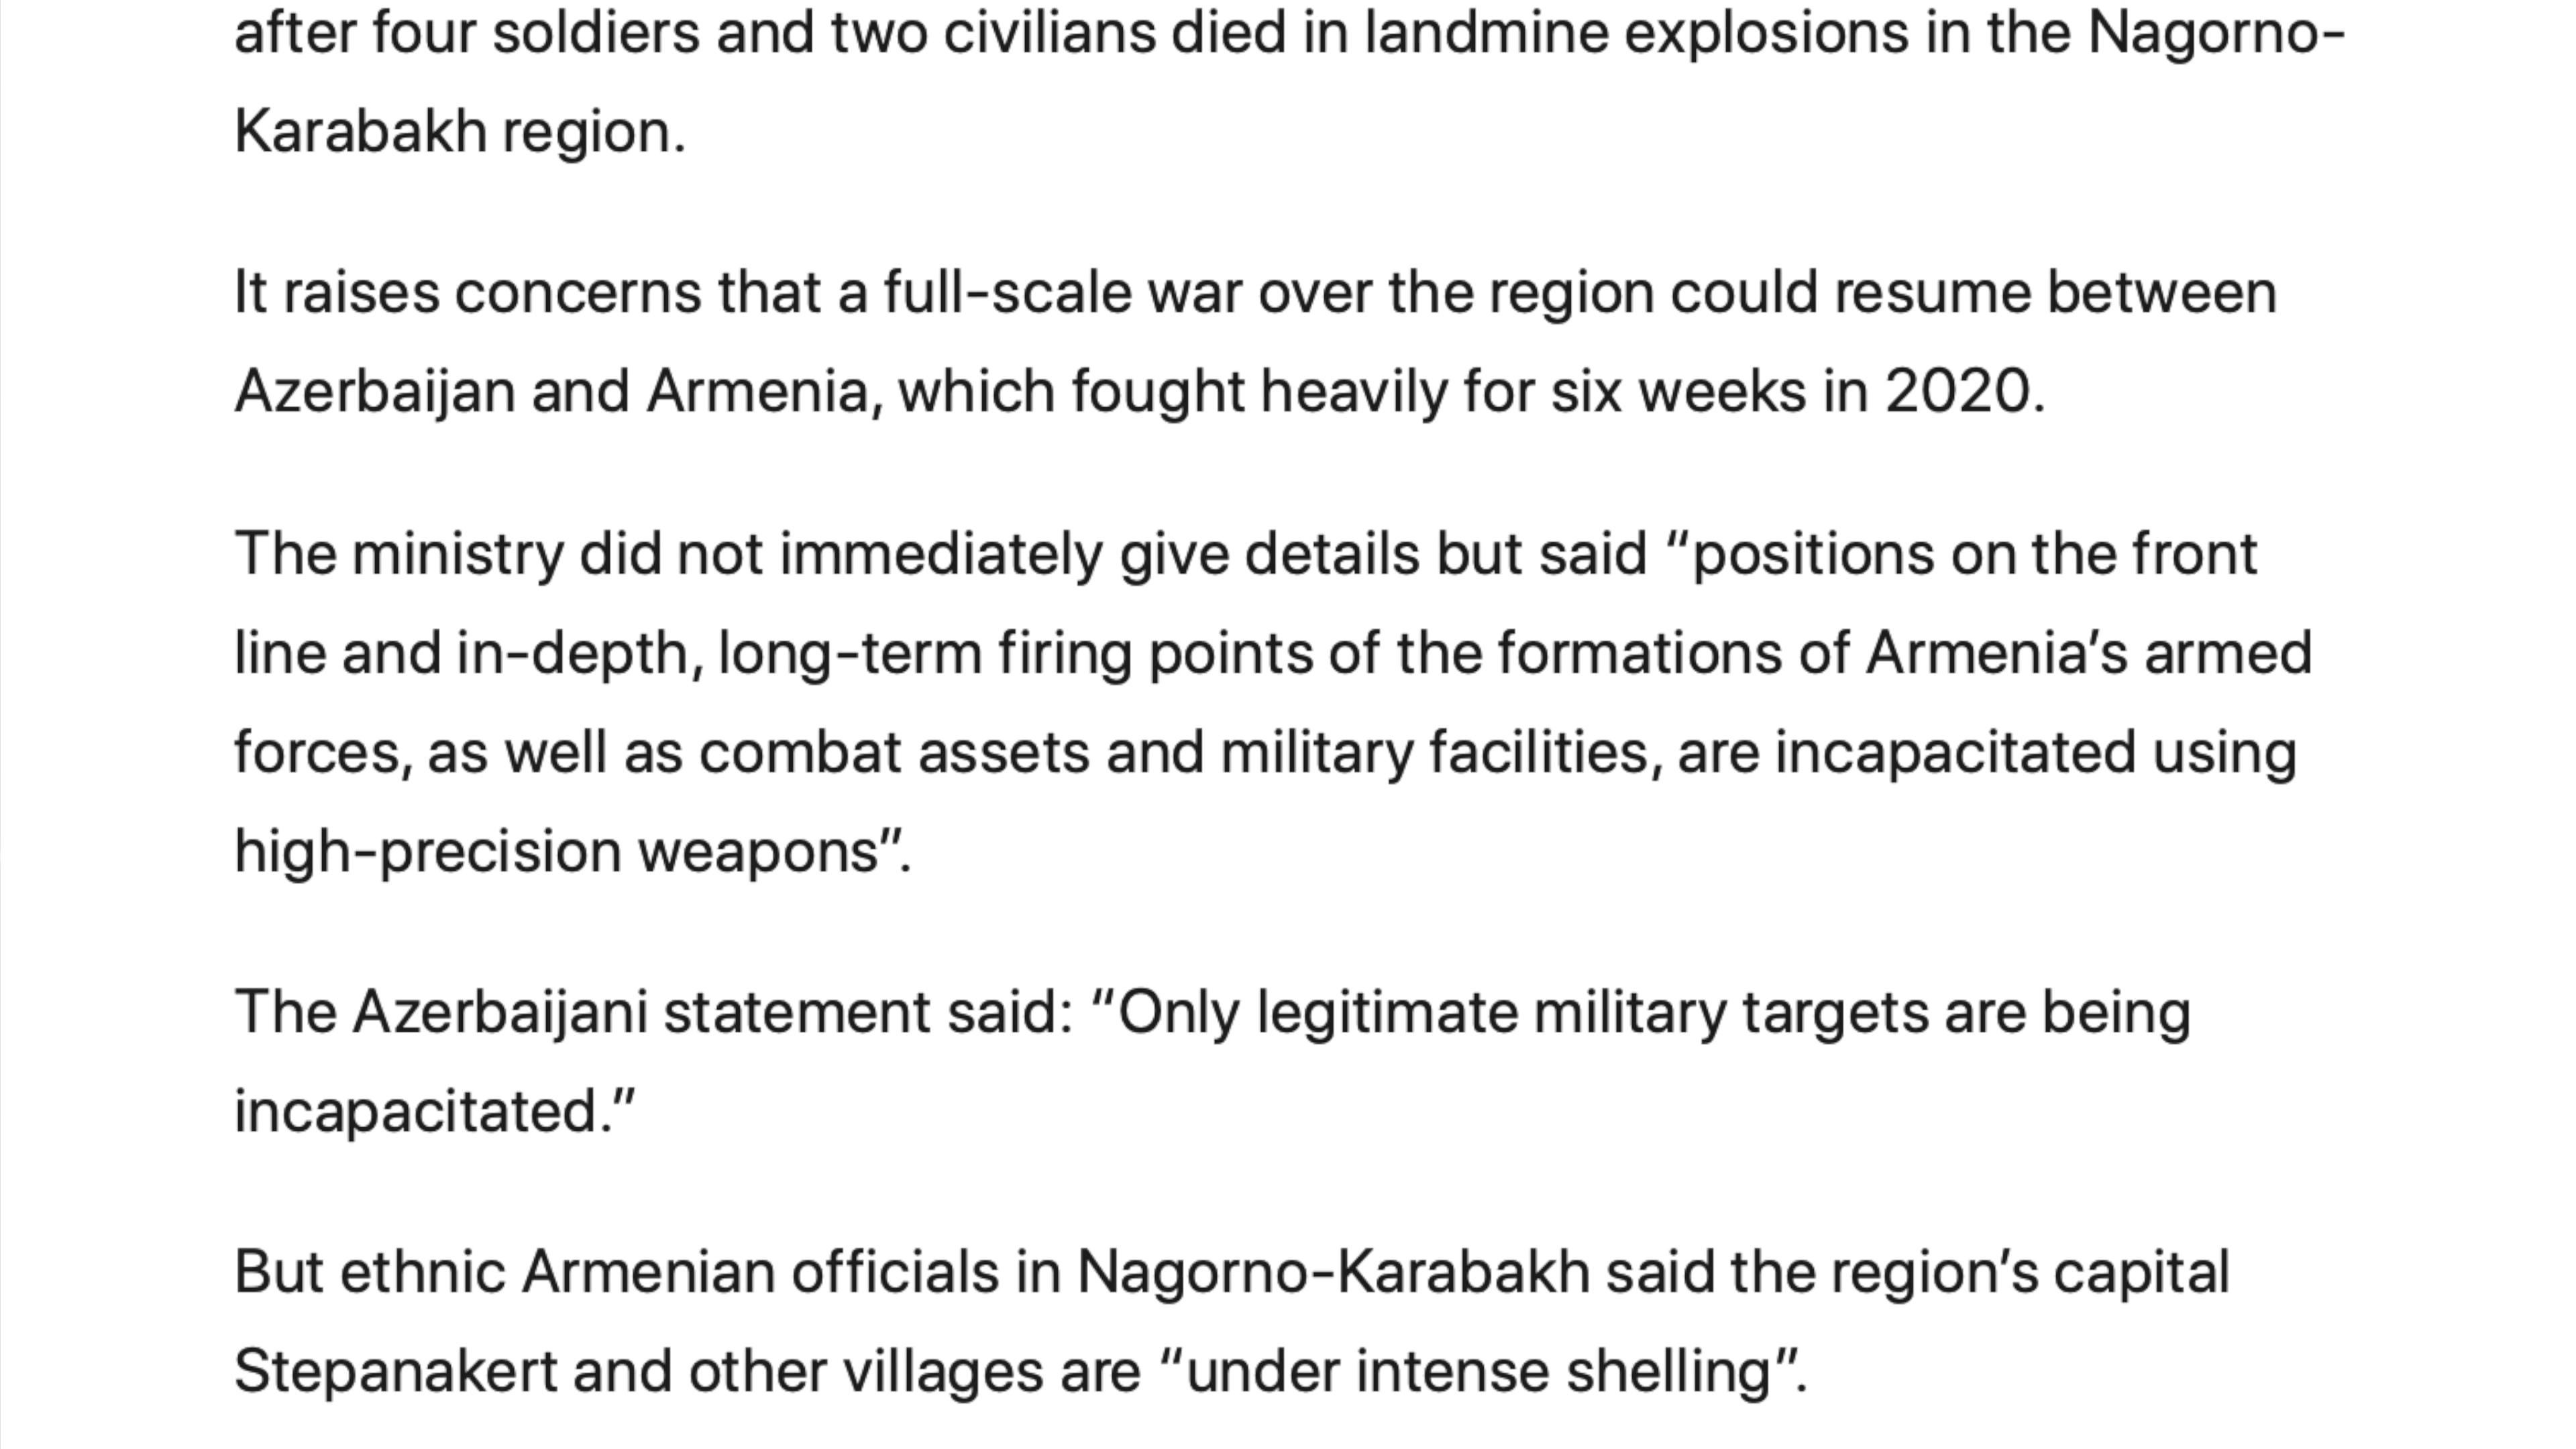 after four soldiers and two civilians died in landmine explosions in the Nagorno-
Karabakh region.
It raises concerns that a full-scale war over the region could resume between
Azerbaijan and Armenia, which fought heavily for six weeks in 2020.
The ministry did not immediately give details but said “positions on the front
line and in-depth, long-term firing points of the formations of Armenia’s armed
forces, as well as combat assets and military facilities, are incapacitated using
high-precision weapons”.
The Azerbaijani statement said: “Only legitimate military targets are being
incapacitated.”
But ethnic Armenian officials in Nagorno-Karabakh said the region’s capital
Stepanakert and other villages are “under intense shelling”.